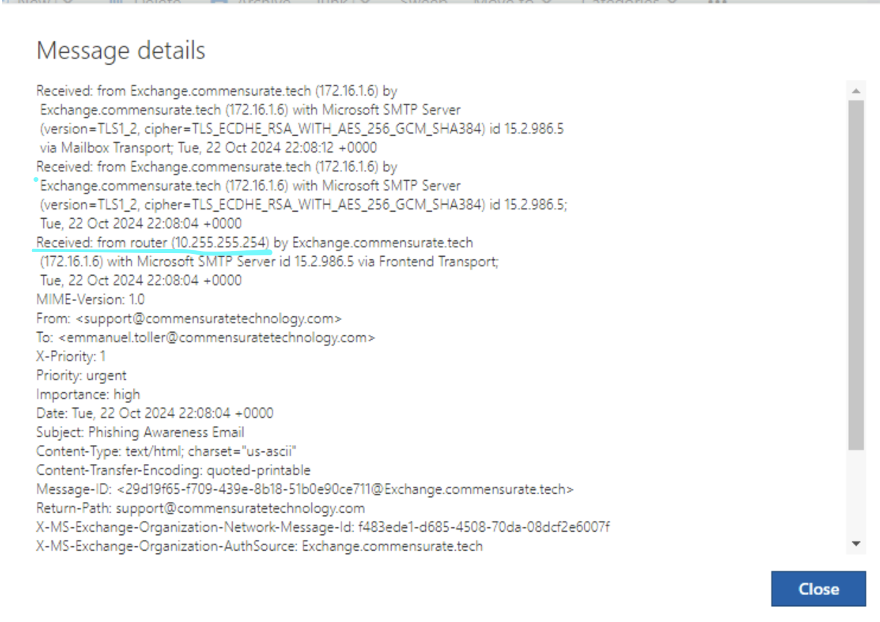 Message details
Received: from Exchange.commensurate.tech (172.16.1.6) by
Exchange.commensurate.tech (172.16.1.6) with Microsoft SMTP Server
(version=TLS1_2, cipher=TLS_ECDHE_RSA_WITH_AES_256_GCM_SHA384) id 15.2.986.5
via Mailbox Transport; Tue, 22 Oct 2024 22:08:12 +0000
Received: from Exchange.commensurate.tech (172.16.1.6) by
Exchange.commensurate.tech (172.16.1.6) with Microsoft SMTP Server
(version=TLS1_2, cipher=TLS_ECDHE_RSA_WITH_AES_256_GCM_SHA384) id 15.2.986.5;
Tue, 22 Oct 2024 22:08:04 +0000
Received: from router (10.255.255.254) by Exchange.commensurate.tech
(172.16.1.6) with Microsoft SMTP Server id 15.2.986.5 via Frontend Transport;
Tue, 22 Oct 2024 22:08:04 +0000
MIME-Version: 1.0
From: <support@commensuratetechnology.com>
To: <emmanuel.toller@commensuratetechnology.com>
X-Priority: 1
Priority: urgent
Importance: high
Date: Tue, 22 Oct 2024 22:08:04 +0000
Subject: Phishing Awareness Email
Content-Type: text/html; charset="us-ascii"
Content-Transfer-Encoding: quoted-printable
Message-ID: <29d19f65-f709-439e-8b18-51b0e90ce711@Exchange.commensurate.tech>
Return-Path: support@commensuratetechnology.com
X-MS-Exchange-Organization-Network-Message-Id: f483ede1-d685-4508-70da-08dcf2e6007f
X-MS-Exchange-Organization-AuthSource: Exchange.commensurate.tech
Close